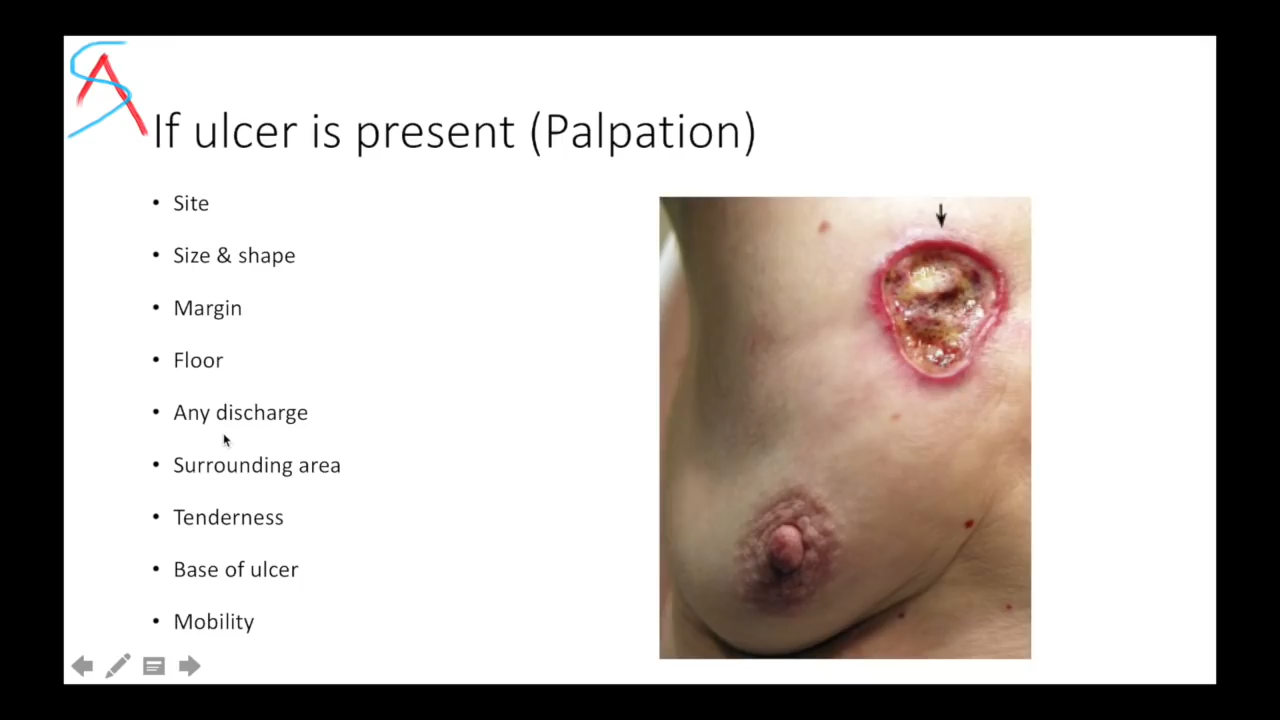 SA
If ulcer is present (Palpation)
• Site
• Size & shape
• Margin
• Floor
• Any discharge
• Surrounding area
• Tenderness
• Base of ulcer
• Mobility